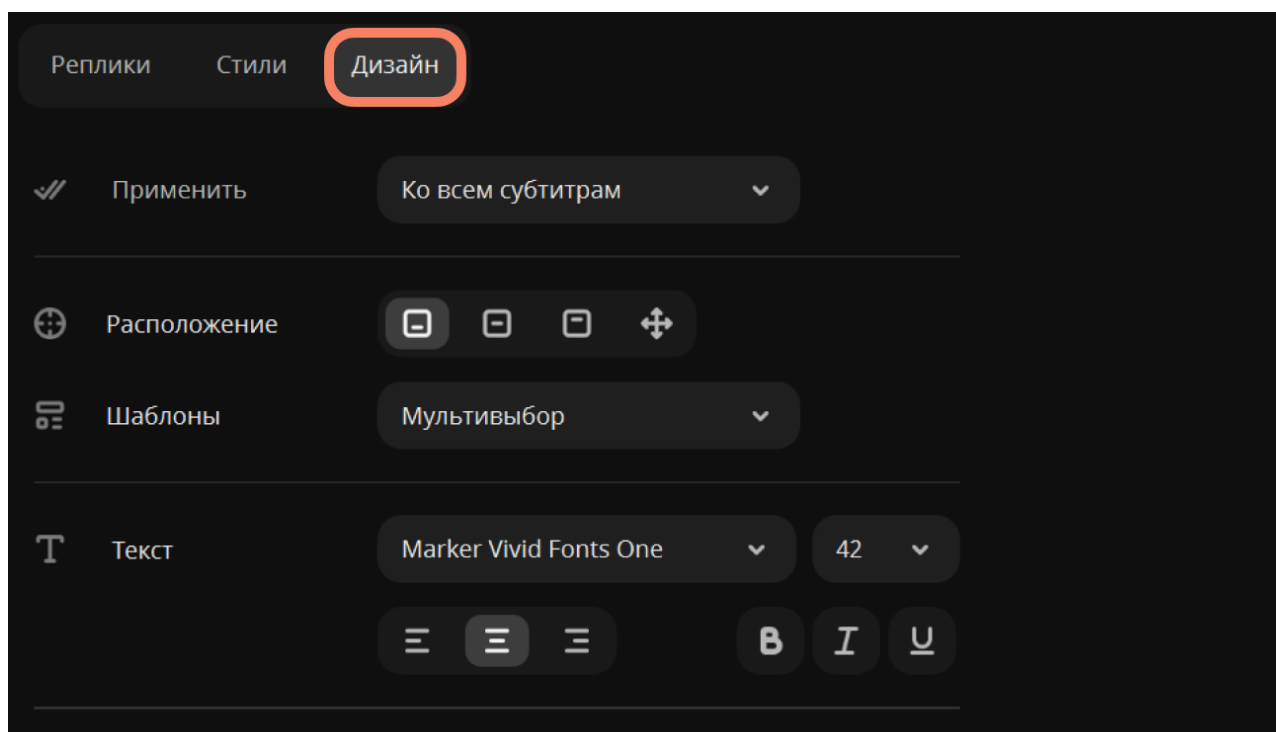 Реплики Стили Дизайн
Применить Ко всем субтитрам
Расположение
Шаблоны Мультивыбор
Текст Marker Vivid Fonts One 42
B I U